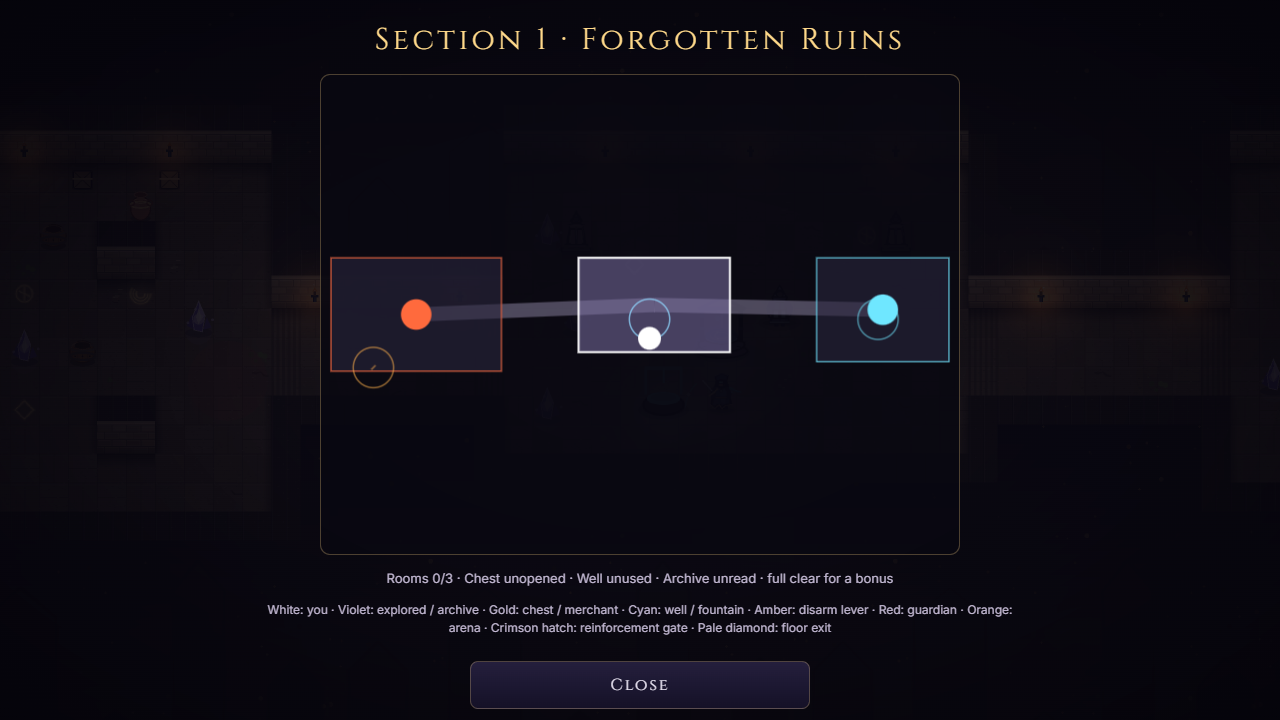 Section 1 · Forgotten Ruins
Rooms 0/3 · Chest unopened · Well unused · Archive unread · full clear for a bonus
White: you · Violet: explored / archive · Gold: chest / merchant · Cyan: well / fountain · Amber: disarm lever · Red: guardian · Orange:
arena · Crimson hatch: reinforcement gate · Pale diamond: floor exit
Close